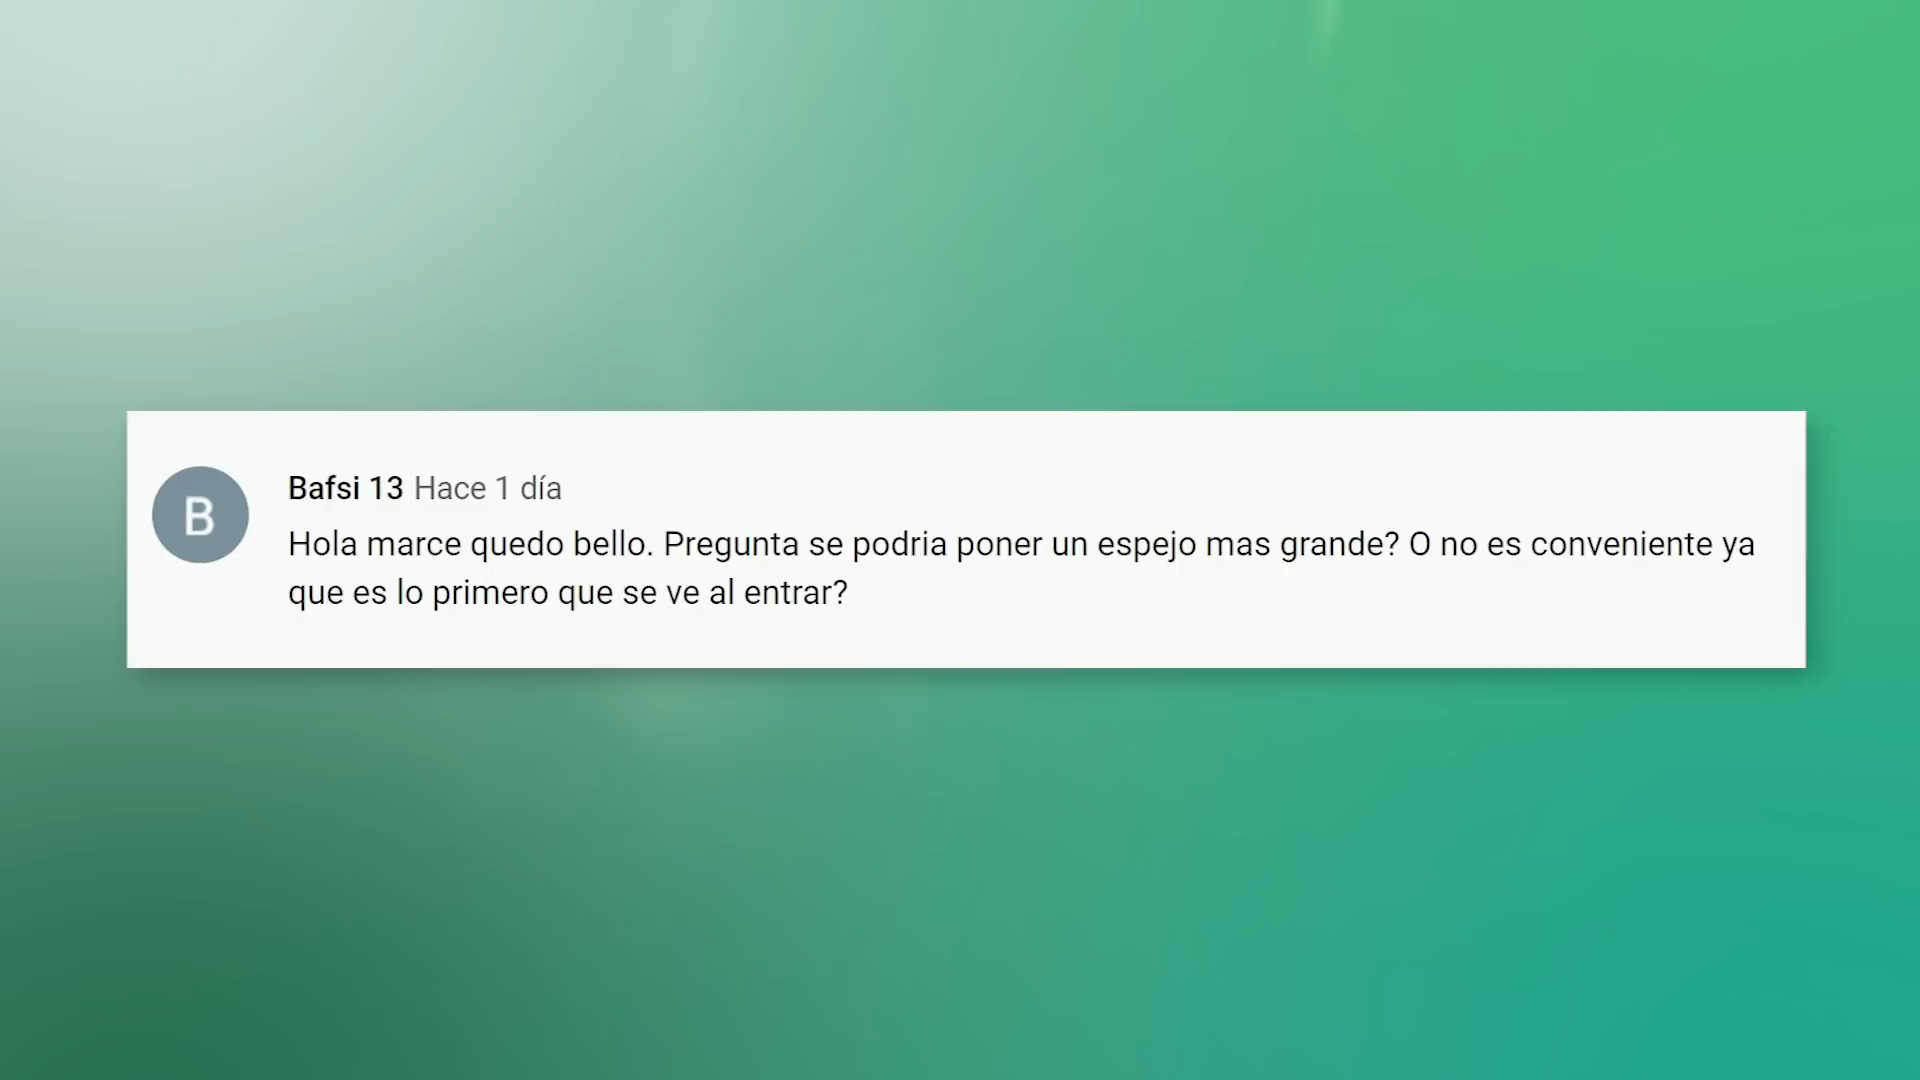 B
Bafsi 13 Hace 1 día
Hola marce quedo bello. Pregunta se podria poner un espejo mas grande? O no es conveniente ya
que es lo primero que se ve al entrar?